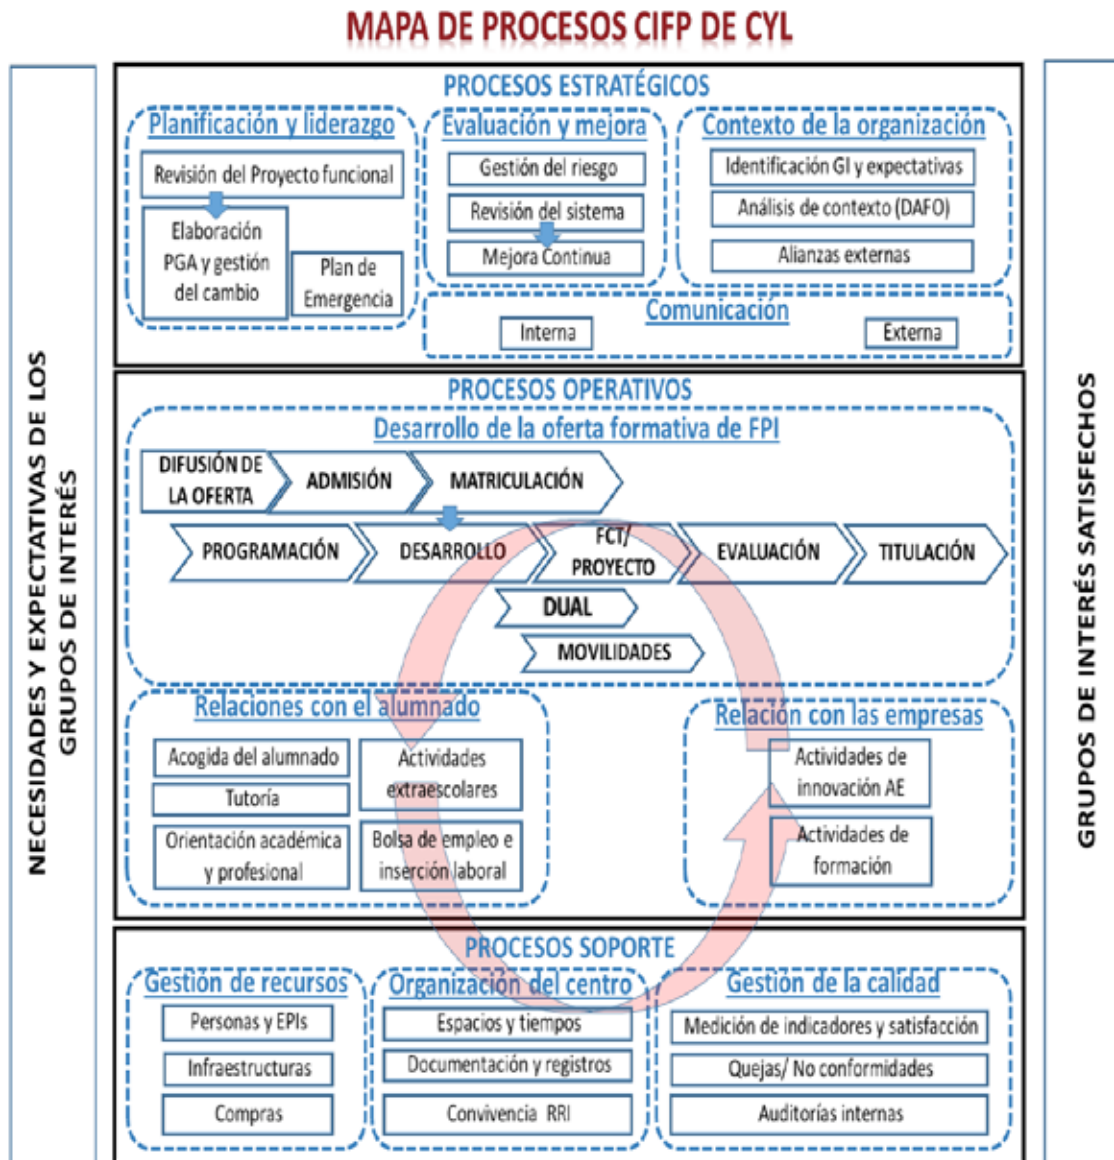 MAPA DE PROCESOS CIFP DE CYL
NECESIDADES Y EXPECTATIVAS DE LOS
GRUPOS DE INTERÉS
PROCESOS ESTRATÉGICOS
Planificación y liderazgo
Revisión del Proyecto funcional
Elaboración
PGA y gestión
del cambio
Plan de
Emergencia
Evaluación y mejora
Gestión del riesgo
Revisión del sistema
Mejora Continua
Contexto de la organización
Identificación GI y expectativas
Análisis de contexto (DAFO)
Alianzas externas
Comunicación
Interna
Externa
PROCESOS OPERATIVOS
Desarrollo de la oferta formativa de FPI
DIFUSIÓN DE
LA OFERTA
ADMISIÓN
MATRICULACIÓN
PROGRAMACIÓN
DESARROLLO
FCT/
PROYECTO
EVALUACIÓN
TITULACIÓN
DUAL
MOVILIDADES
Relaciones con el alumnado
Acogida del alumnado
Tutoría
Orientación académica
y profesional
Actividades
extraescolares
Bolsa de empleo e
inserción laboral
Relación con las empresas
Actividades de
innovación AE
Actividades de
formación
PROCESOS SOPORTE
Gestión de recursos
Personas y EPIs
Infraestructuras
Compras
Organización del centro
Espacios y tiempos
Documentación y registros
Convivencia RRI
Gestión de la calidad
Medición de indicadores y satisfacción
Quejas/ No conformidades
Auditorías internas
GRUPOS DE INTERÉS SATISFECHOS